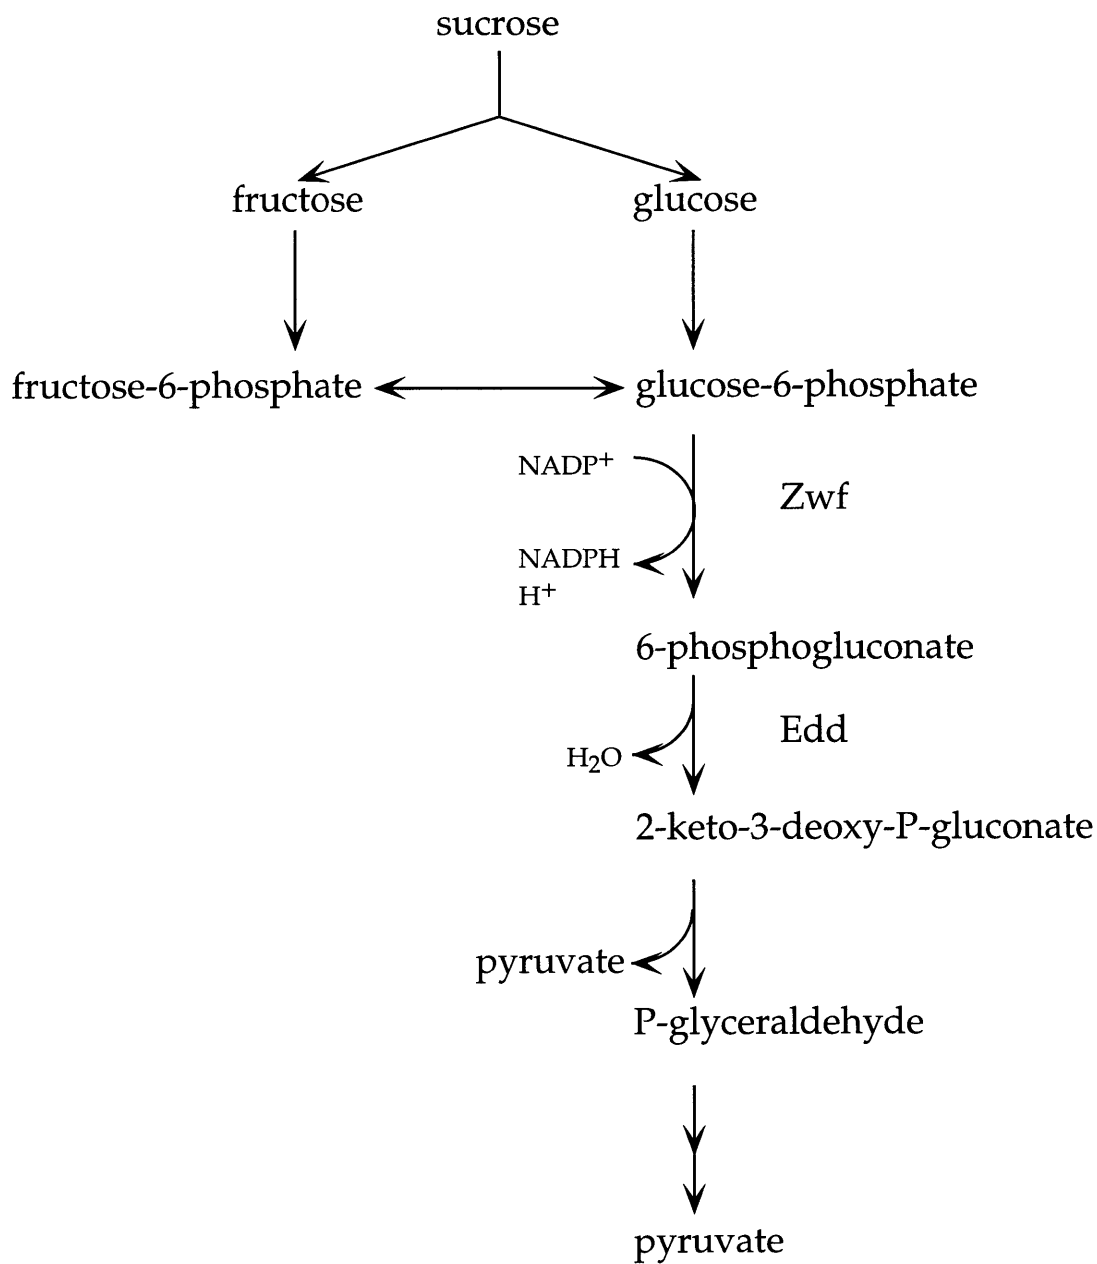 sucrose
fructose
glucose
fructose-6-phosphate
glucose-6-phosphate
NADP⁺
Zwf
NADPH
H⁺
6-phosphogluconate
Edd
H₂O
2-keto-3-deoxy-P-gluconate
pyruvate
P-glyceraldehyde
pyruvate